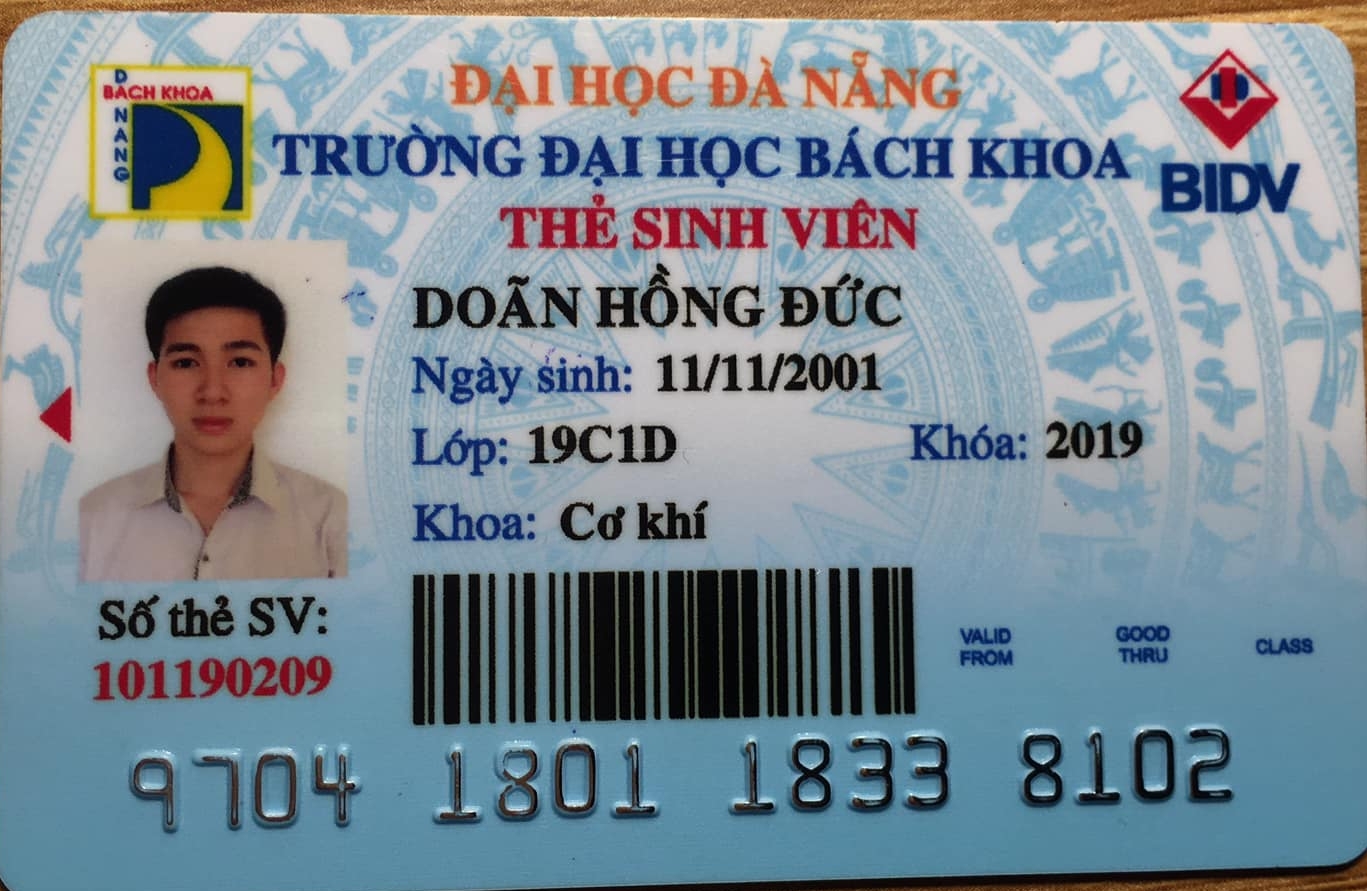 ĐẠI HỌC ĐÀ NẴNG
BÁCH KHOA
ĐÀ NANG
TRƯỜNG ĐẠI HỌC BÁCH KHOA
BIDV
THẺ SINH VIÊN
DOÃN HỒNG ĐỨC
Ngày sinh: 11/11/2001
Lớp: 19C1D Khóa: 2019
Khoa: Cơ khí
Số thẻ SV:
101190209
VALID FROM
GOOD THRU
CLASS
9704 1801 1833 8102